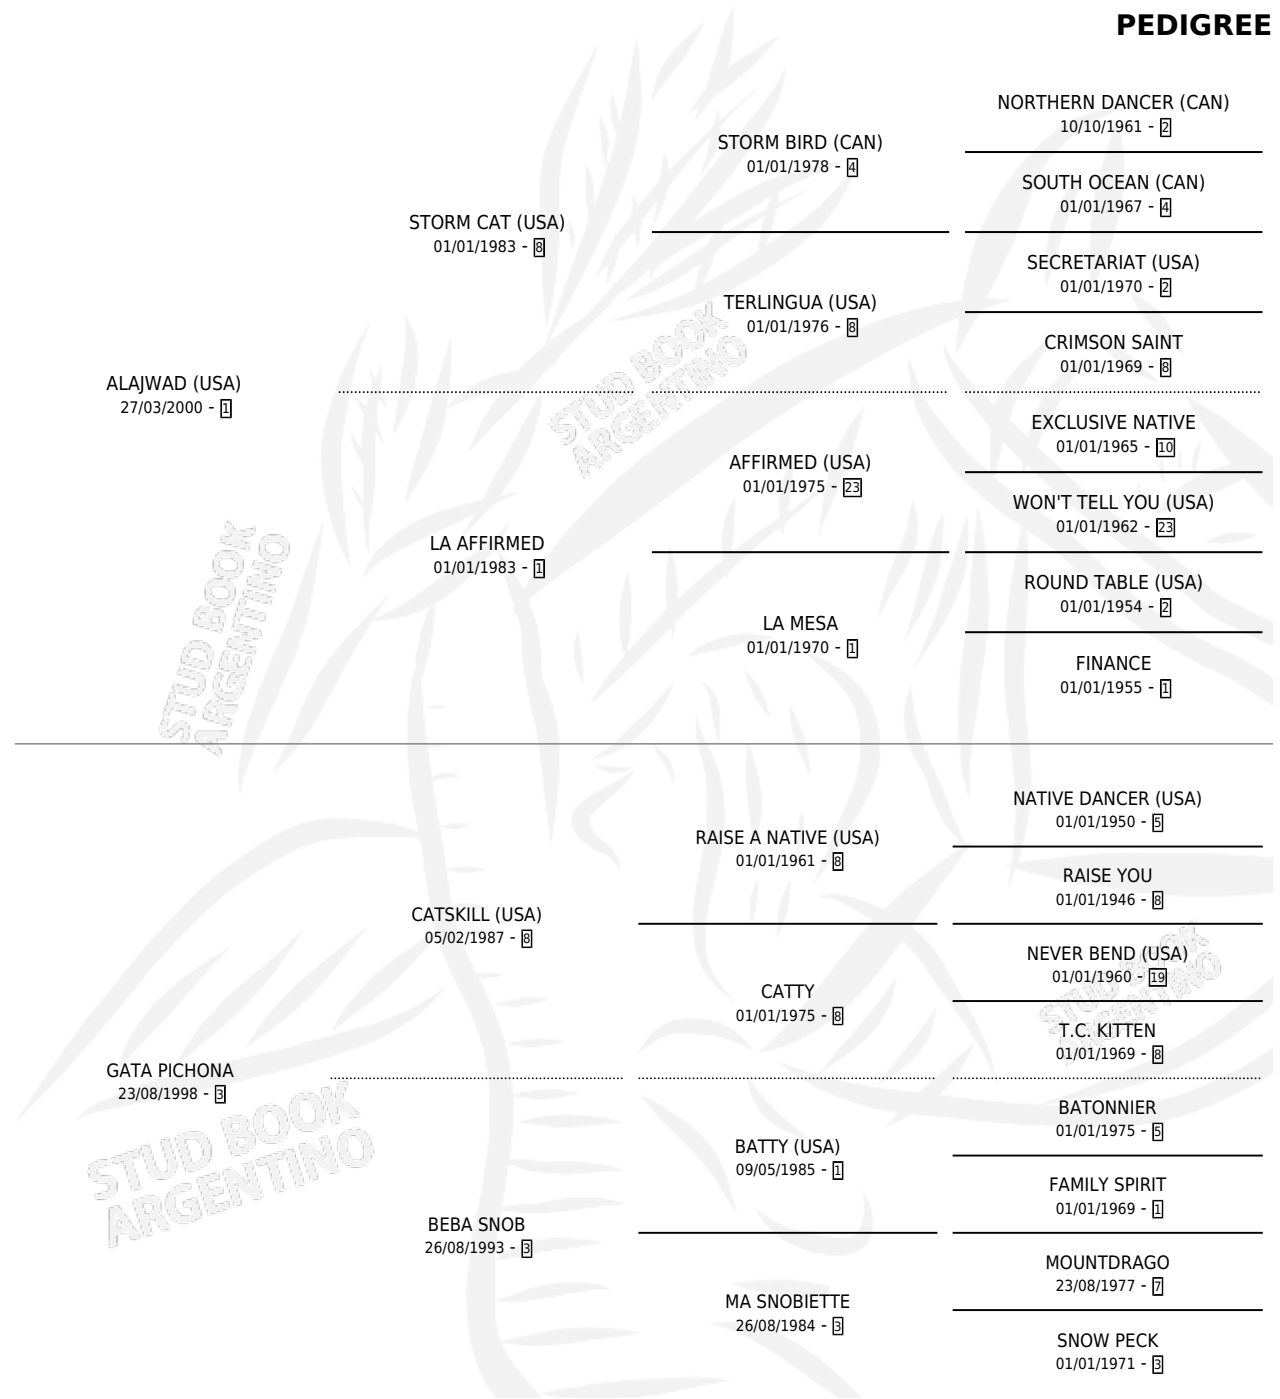 PEDIGREE
NORTHERN DANCER (CAN)
10/10/1961 - 2
STORM BIRD (CAN)
01/01/1978 - 4
SOUTH OCEAN (CAN)
01/01/1967 - 4
STORM CAT (USA)
01/01/1983 - 8
SECRETARIAT (USA)
01/01/1970 - 2
TERLINGUA (USA)
01/01/1976 - 8
CRIMSON SAINT
01/01/1969 - 8
ALAJWAD (USA)
27/03/2000 - 1
EXCLUSIVE NATIVE
01/01/1965 - 10
AFFIRMED (USA)
01/01/1975 - 23
WON'T TELL YOU (USA)
01/01/1962 - 23
LA AFFIRMED
01/01/1983 - 1
ROUND TABLE (USA)
01/01/1954 - 2
LA MESA
01/01/1970 - 1
FINANCE
01/01/1955 - 1
NATIVE DANCER (USA)
01/01/1950 - 5
RAISE A NATIVE (USA)
01/01/1961 - 8
RAISE YOU
01/01/1946 - 8
CATSKILL (USA)
05/02/1987 - 8
NEVER BEND (USA)
01/01/1960 - 19
CATTY
01/01/1975 - 8
T.C. KITTEN
01/01/1969 - 8
GATA PICHONA
23/08/1998 - 3
BATONNIER
01/01/1975 - 5
BATTY (USA)
09/05/1985 - 1
FAMILY SPIRIT
01/01/1969 - 1
BEBA SNOB
26/08/1993 - 3
MOUNTDRAGO
23/08/1977 - 7
MA SNOBIETTE
26/08/1984 - 3
SNOW PECK
01/01/1971 - 3
STUD BOOK
ARGENTINO
STUD BOOK
ARGENTINO
STUD BOOK
ARGENTINO
STUD BOOK
ARGENTINO